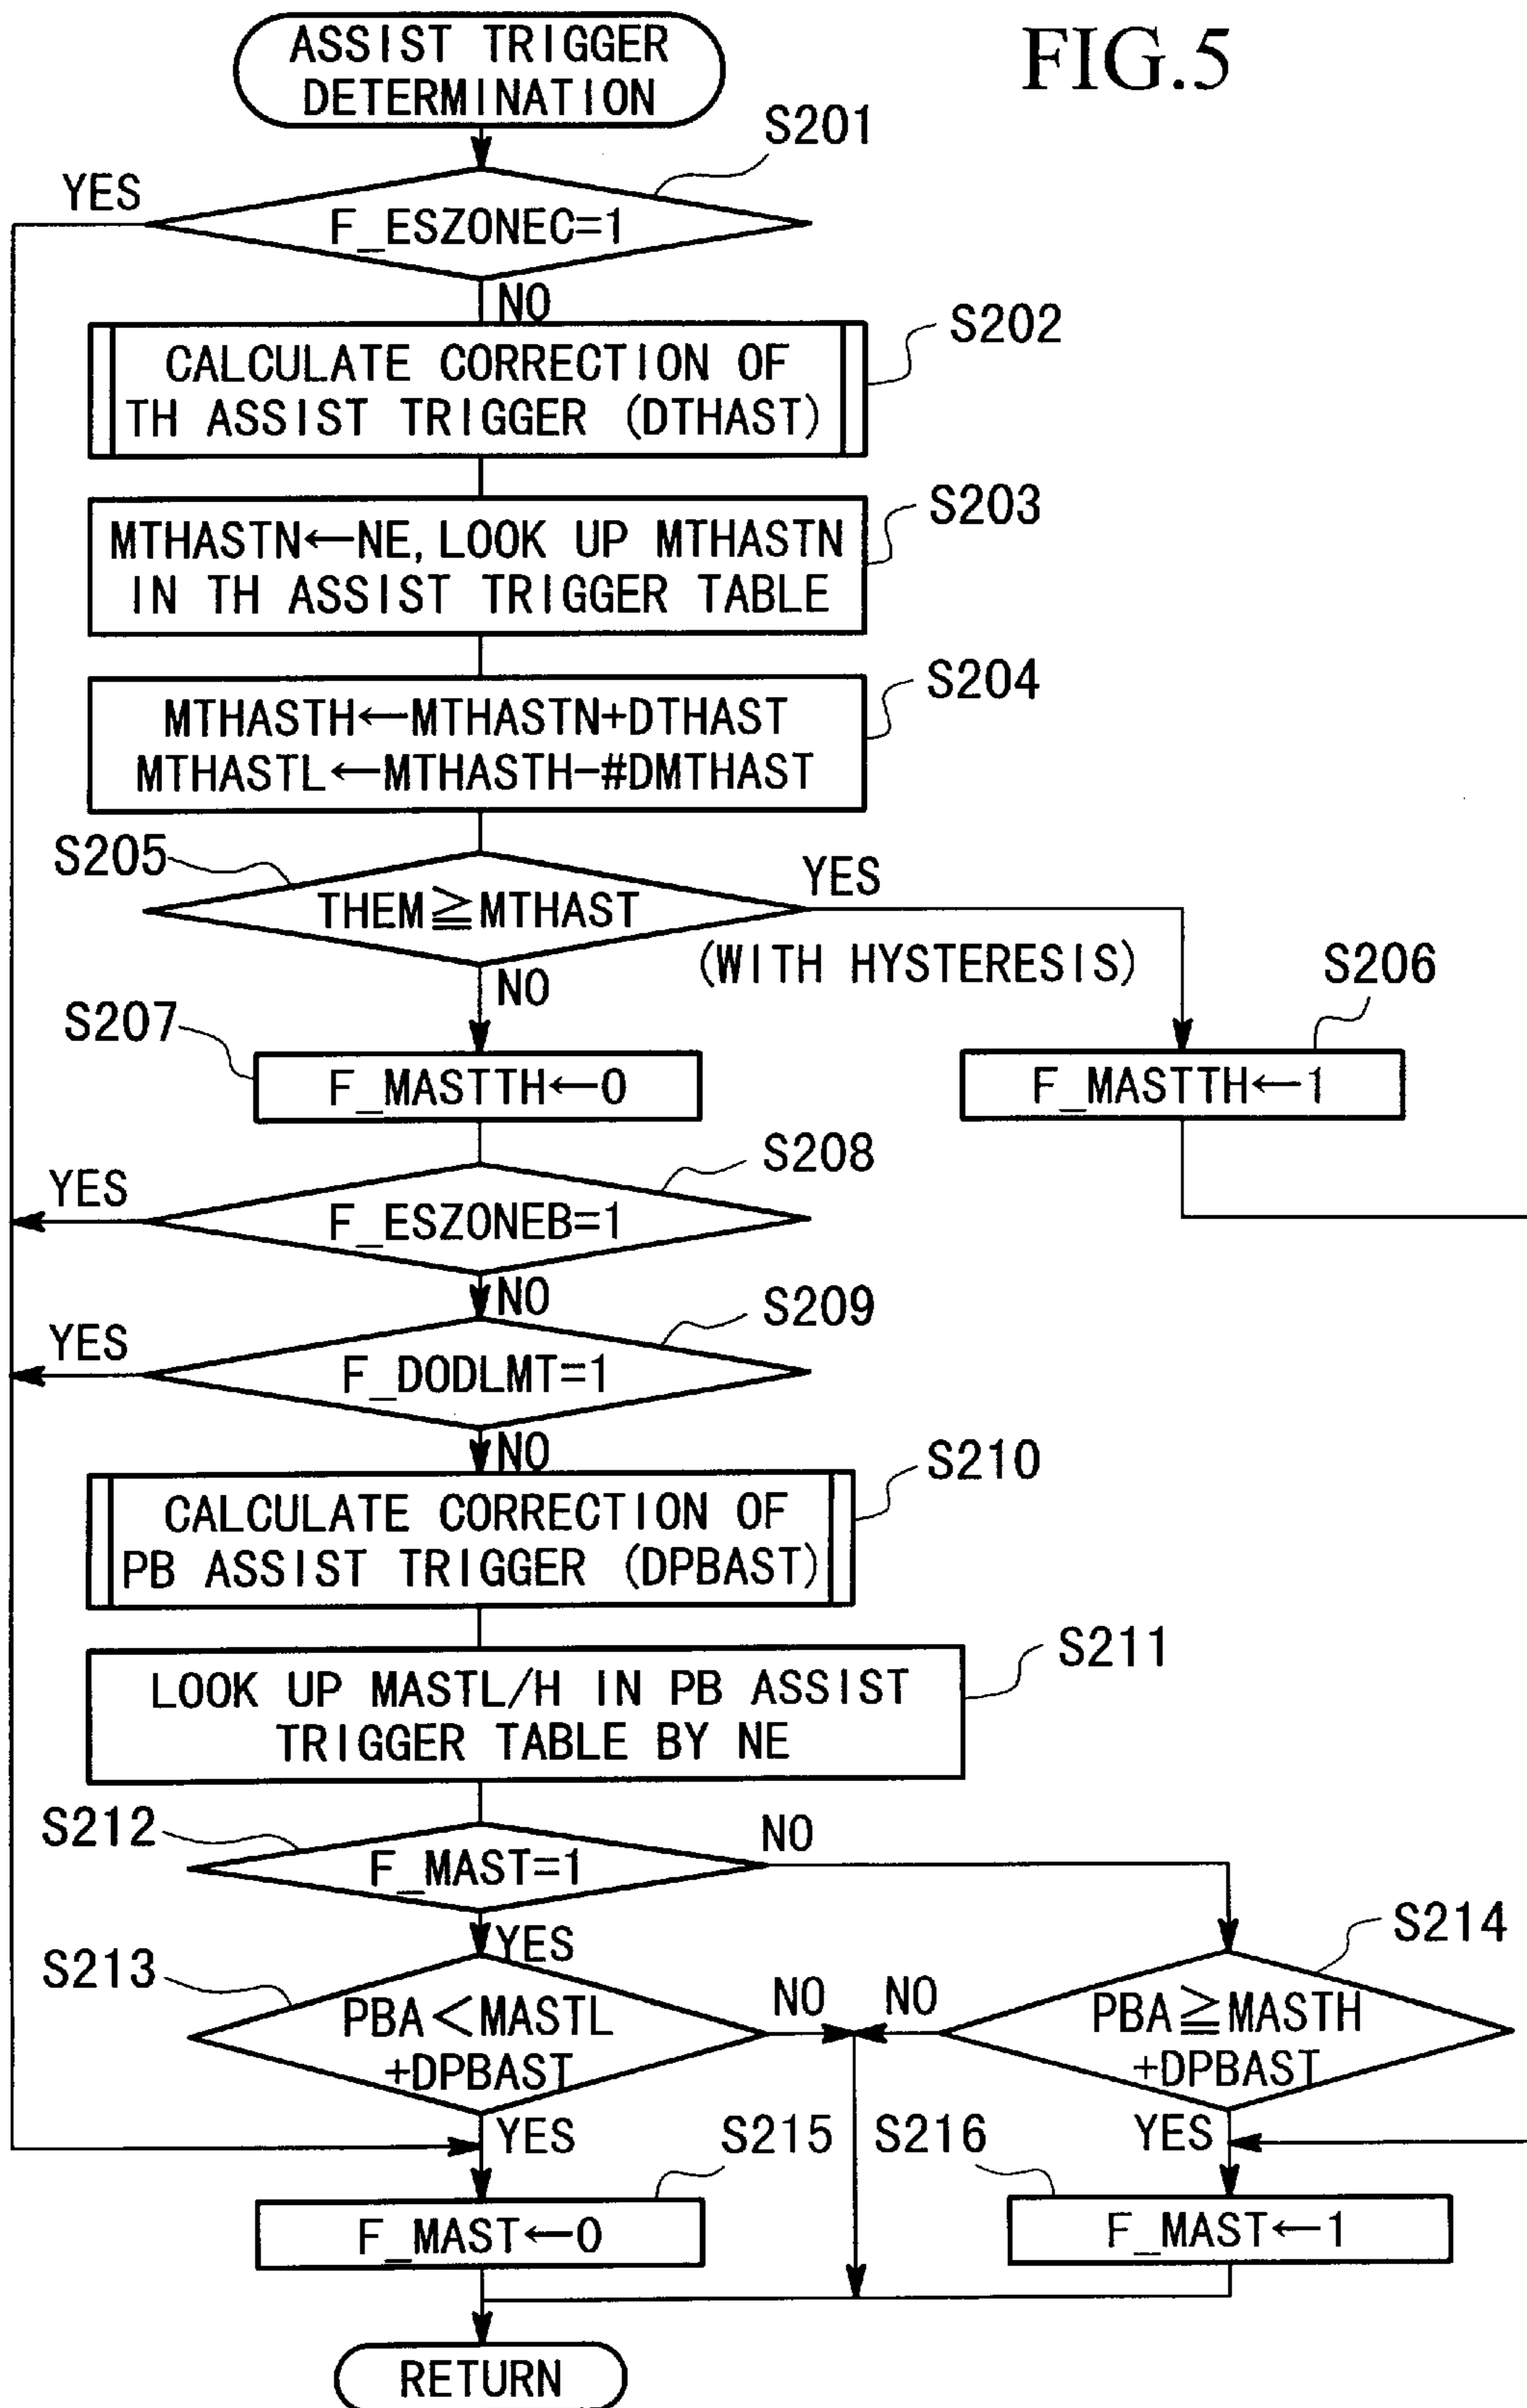 FIG.5
ASSIST TRIGGER
DETERMINATION
S201
YES
F_ESZONEC=1
NO
S202
CALCULATE CORRECTION OF
TH ASSIST TRIGGER (DTHAST)
S203
MTHASTN←NE, LOOK UP MTHASTN
IN TH ASSIST TRIGGER TABLE
S204
MTHASTH←MTHASTN+DTHAST
MTHASTL←MTHASTH-#DMTHAST
S205
YES
THEM≧MTHAST
(WITH HYSTERESIS)
NO
S206
S207
F_MASTTH←0
F_MASTTH←1
S208
YES
F_ESZONEB=1
NO
S209
YES
F_DODLMT=1
NO
S210
CALCULATE CORRECTION OF
PB ASSIST TRIGGER (DPBAST)
S211
LOOK UP MASTL/H IN PB ASSIST
TRIGGER TABLE BY NE
S212
NO
F_MAST=1
YES
S213
S214
PBA<MASTL
+DPBAST
NO
NO
PBA≧MASTH
+DPBAST
YES
S215
S216
YES
F_MAST←0
F_MAST←1
RETURN